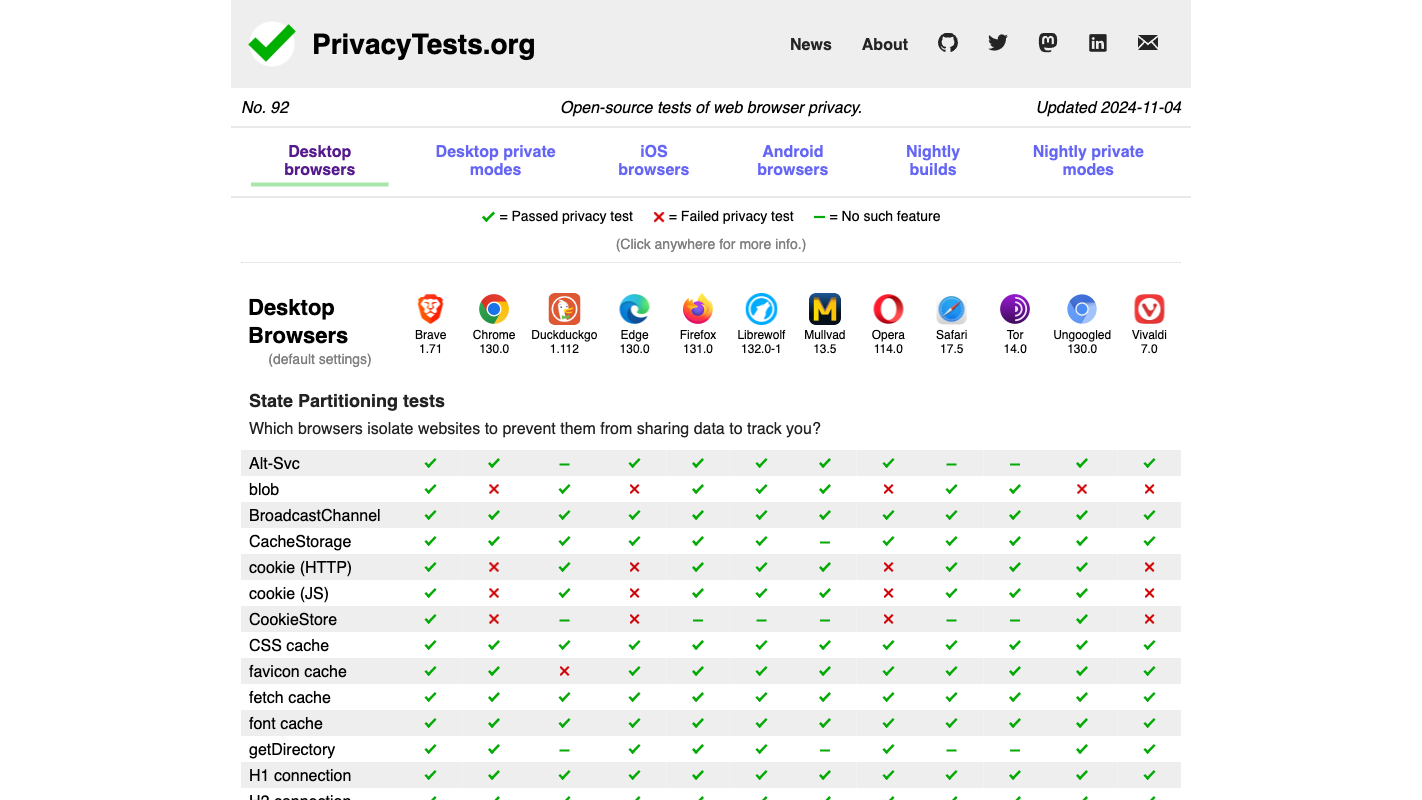 PrivacyTests.org
News About
No. 92 Open-source tests of web browser privacy. Updated 2024-11-04
Desktop browsers Desktop private modes iOS browsers Android browsers Nightly builds Nightly private modes
✓ = Passed privacy test ✗ = Failed privacy test – = No such feature
(Click anywhere for more info.)
Desktop Browsers
(default settings)
Brave 1.71
Chrome 130.0
Duckduckgo 1.112
Edge 130.0
Firefox 131.0
Librewolf 132.0-1
Mullvad 13.5
Opera 114.0
Safari 17.5
Tor 14.0
Ungoogled 130.0
Vivaldi 7.0
State Partitioning tests
Which browsers isolate websites to prevent them from sharing data to track you?
Alt-Svc
blob
BroadcastChannel
CacheStorage
cookie (HTTP)
cookie (JS)
CookieStore
CSS cache
favicon cache
fetch cache
font cache
getDirectory
H1 connection